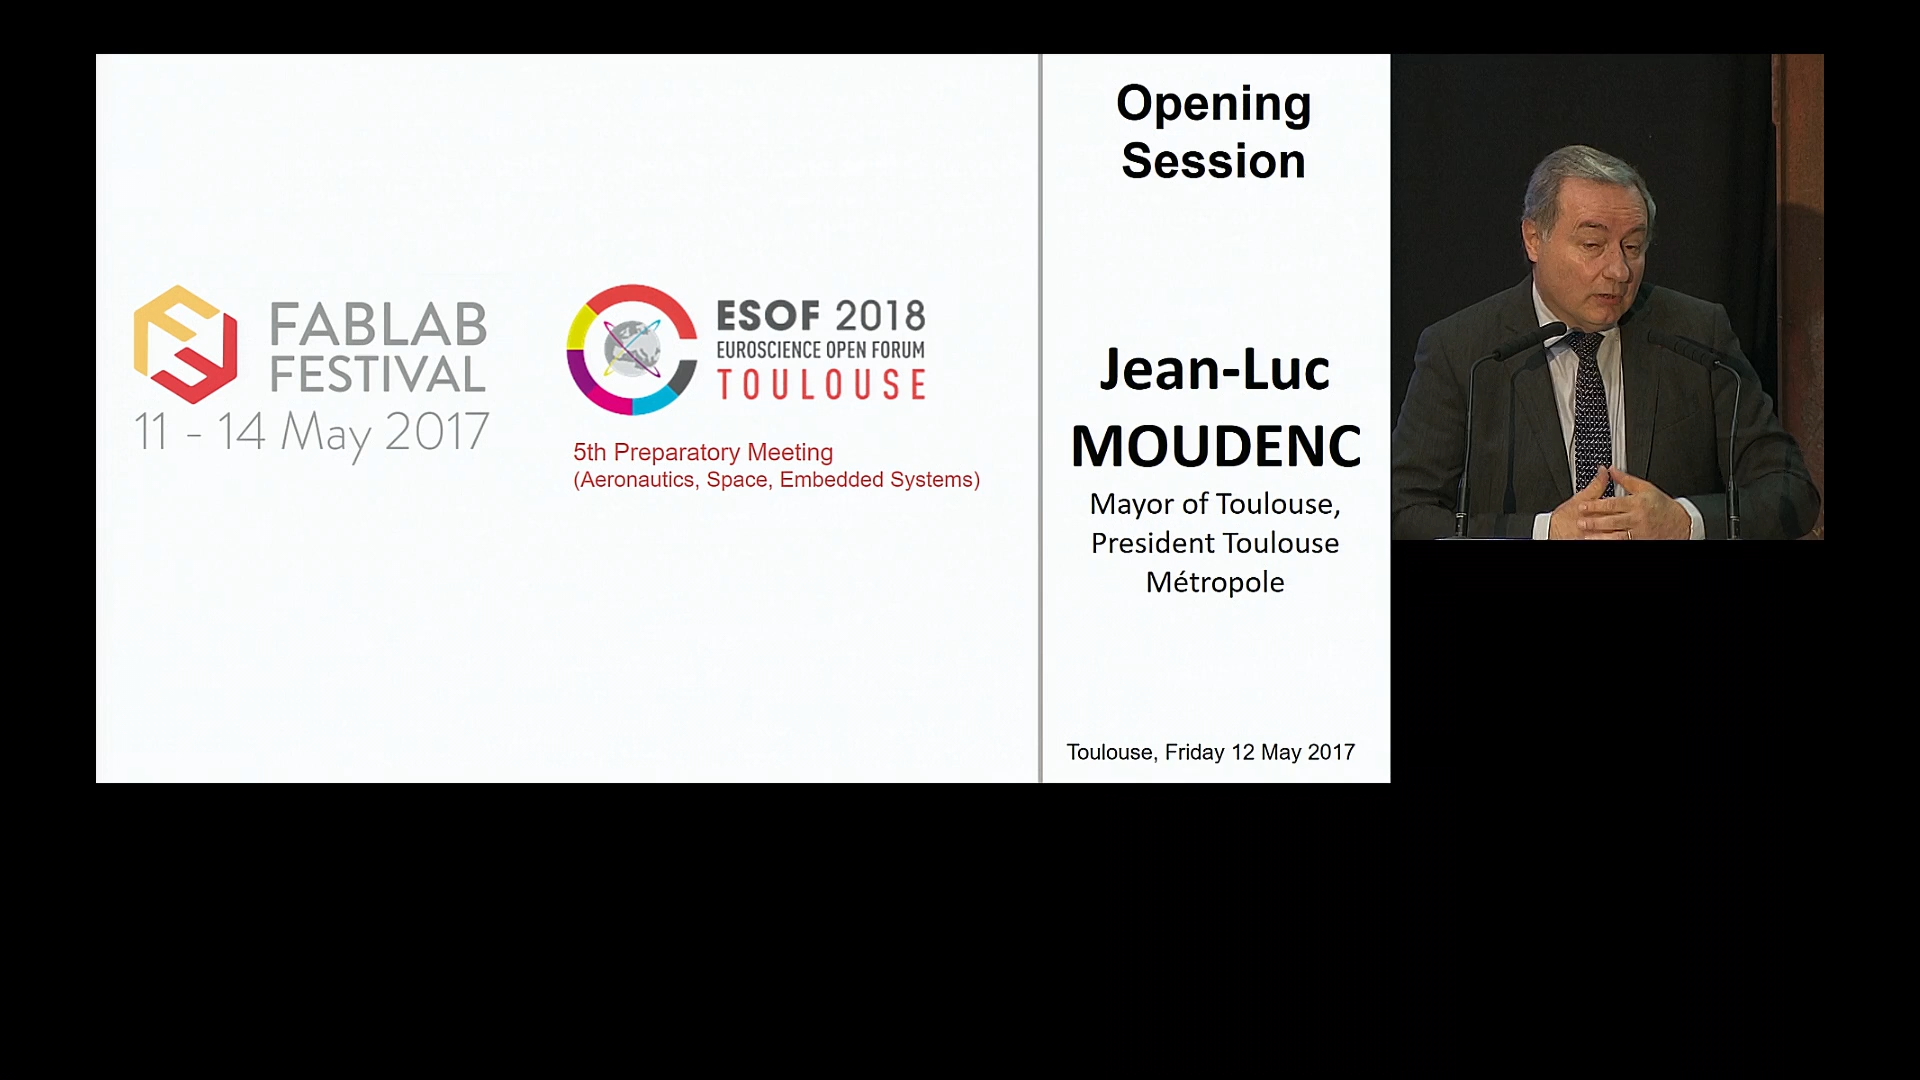 FABLAB
FESTIVAL
11 - 14 May 2017
ESOF 2018
EUROSCIENCE OPEN FORUM
TOULOUSE
5th Preparatory Meeting
(Aeronautics, Space, Embedded Systems)
Opening
Session
Jean-Luc
MOUDENC
Mayor of Toulouse,
President Toulouse
Métropole
Toulouse, Friday 12 May 2017